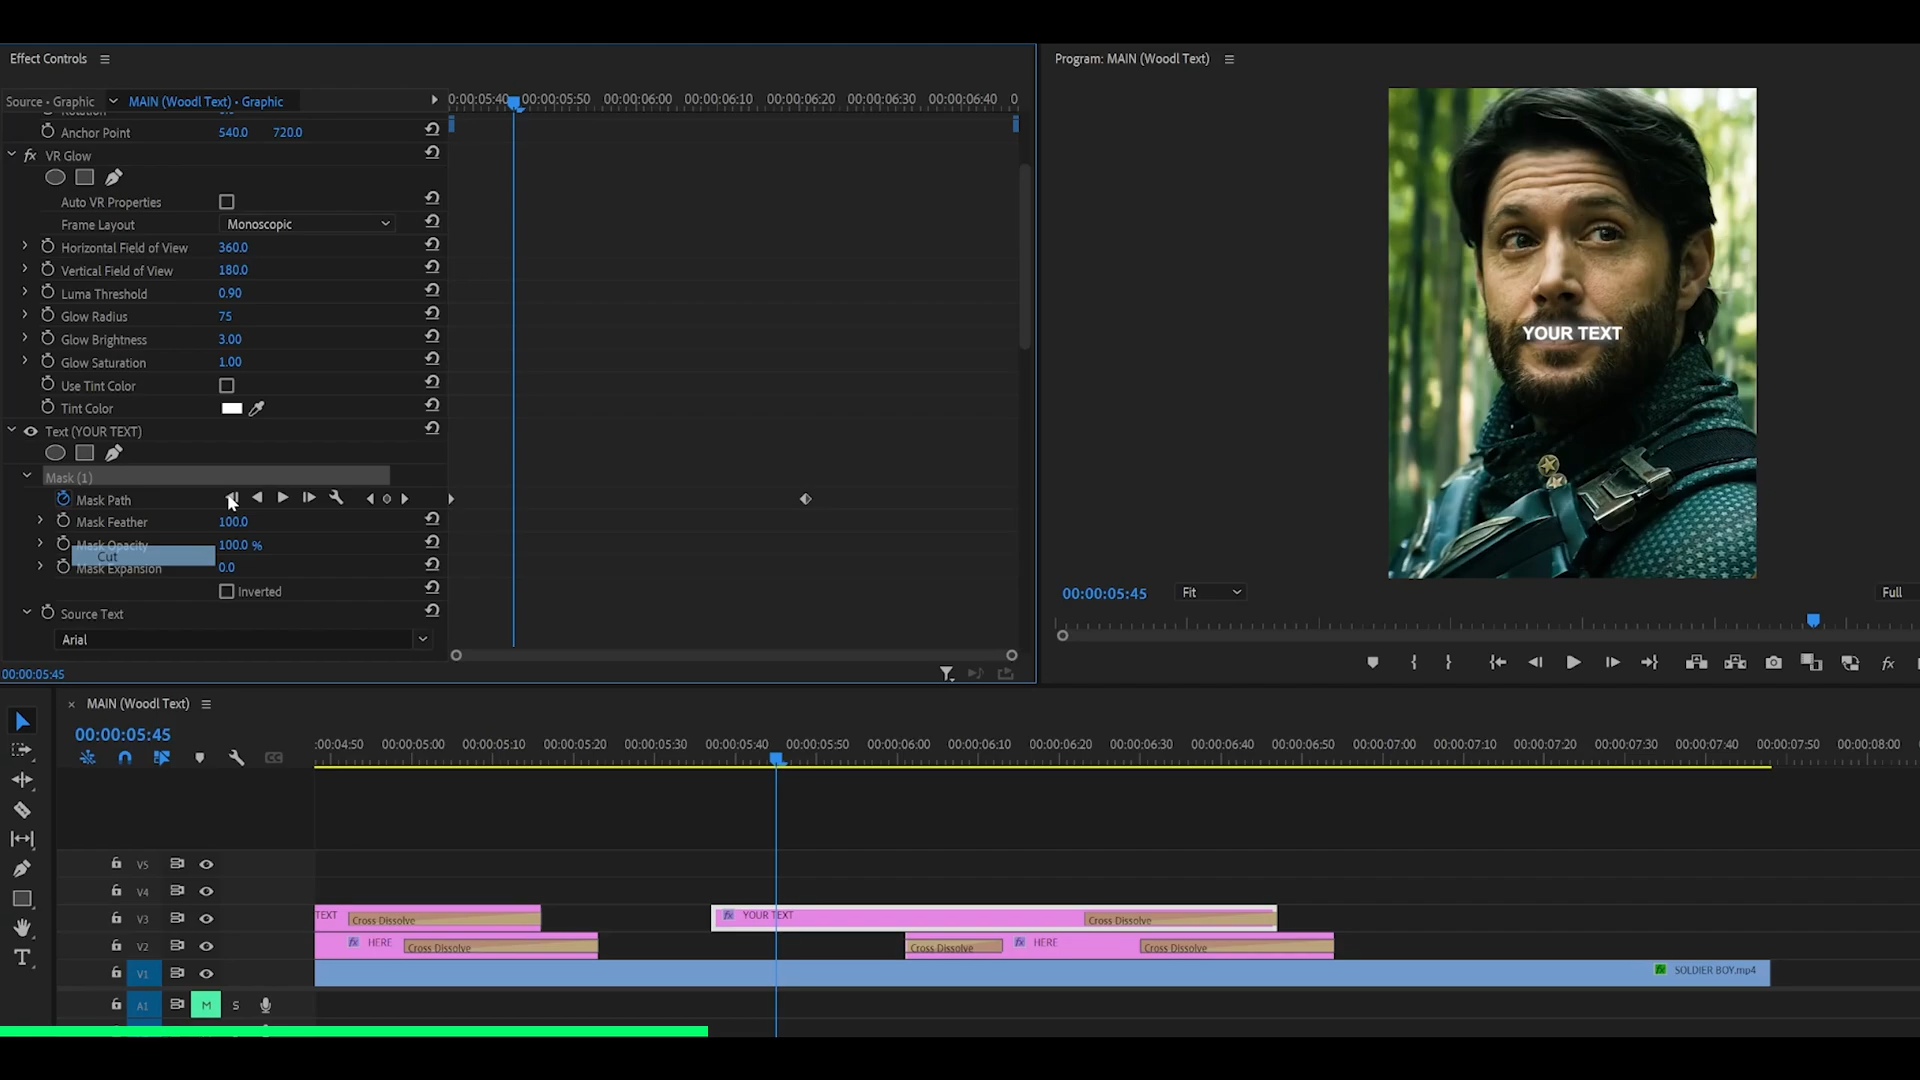 Effect Controls
Program: MAIN (Woodl Text)
Source • Graphic
MAIN (Woodl Text) • Graphic
0:00:05:40
00:00:05:50
00:00:06:00
00:00:06:10
00:00:06:20
00:00:06:30
00:00:06:40
0
Anchor Point 540.0 720.0
fx VR Glow
Auto VR Properties
Frame Layout Monoscopic
Horizontal Field of View 360.0
Vertical Field of View 180.0
Luma Threshold 0.90
Glow Radius 75
Glow Brightness 3.00
Glow Saturation 1.00
Use Tint Color
Tint Color
Text (YOUR TEXT)
Mask (1)
Mask Path
Mask Feather 100.0
Mask Opacity 100.0 %
Cut
Mask Expansion 0.0
Inverted
Source Text
Arial
00:00:05:45
YOUR TEXT
00:00:05:45
Fit
Full
fx
× MAIN (Woodl Text)
00:00:05:45
:00:04:50
00:00:05:00
00:00:05:10
00:00:05:20
00:00:05:30
00:00:05:40
00:00:05:50
00:00:06:00
00:00:06:10
00:00:06:20
00:00:06:30
00:00:06:40
00:00:06:50
00:00:07:00
00:00:07:10
00:00:07:20
00:00:07:30
00:00:07:40
00:00:07:50
00:00:08:00
CC
V5
V4
V3
TEXT
Cross Dissolve
fx YOUR TEXT
Cross Dissolve
V2
fx HERE
Cross Dissolve
Cross Dissolve
fx HERE
Cross Dissolve
V1
fx SOLDIER BOY.mp4
A1
M
S
T